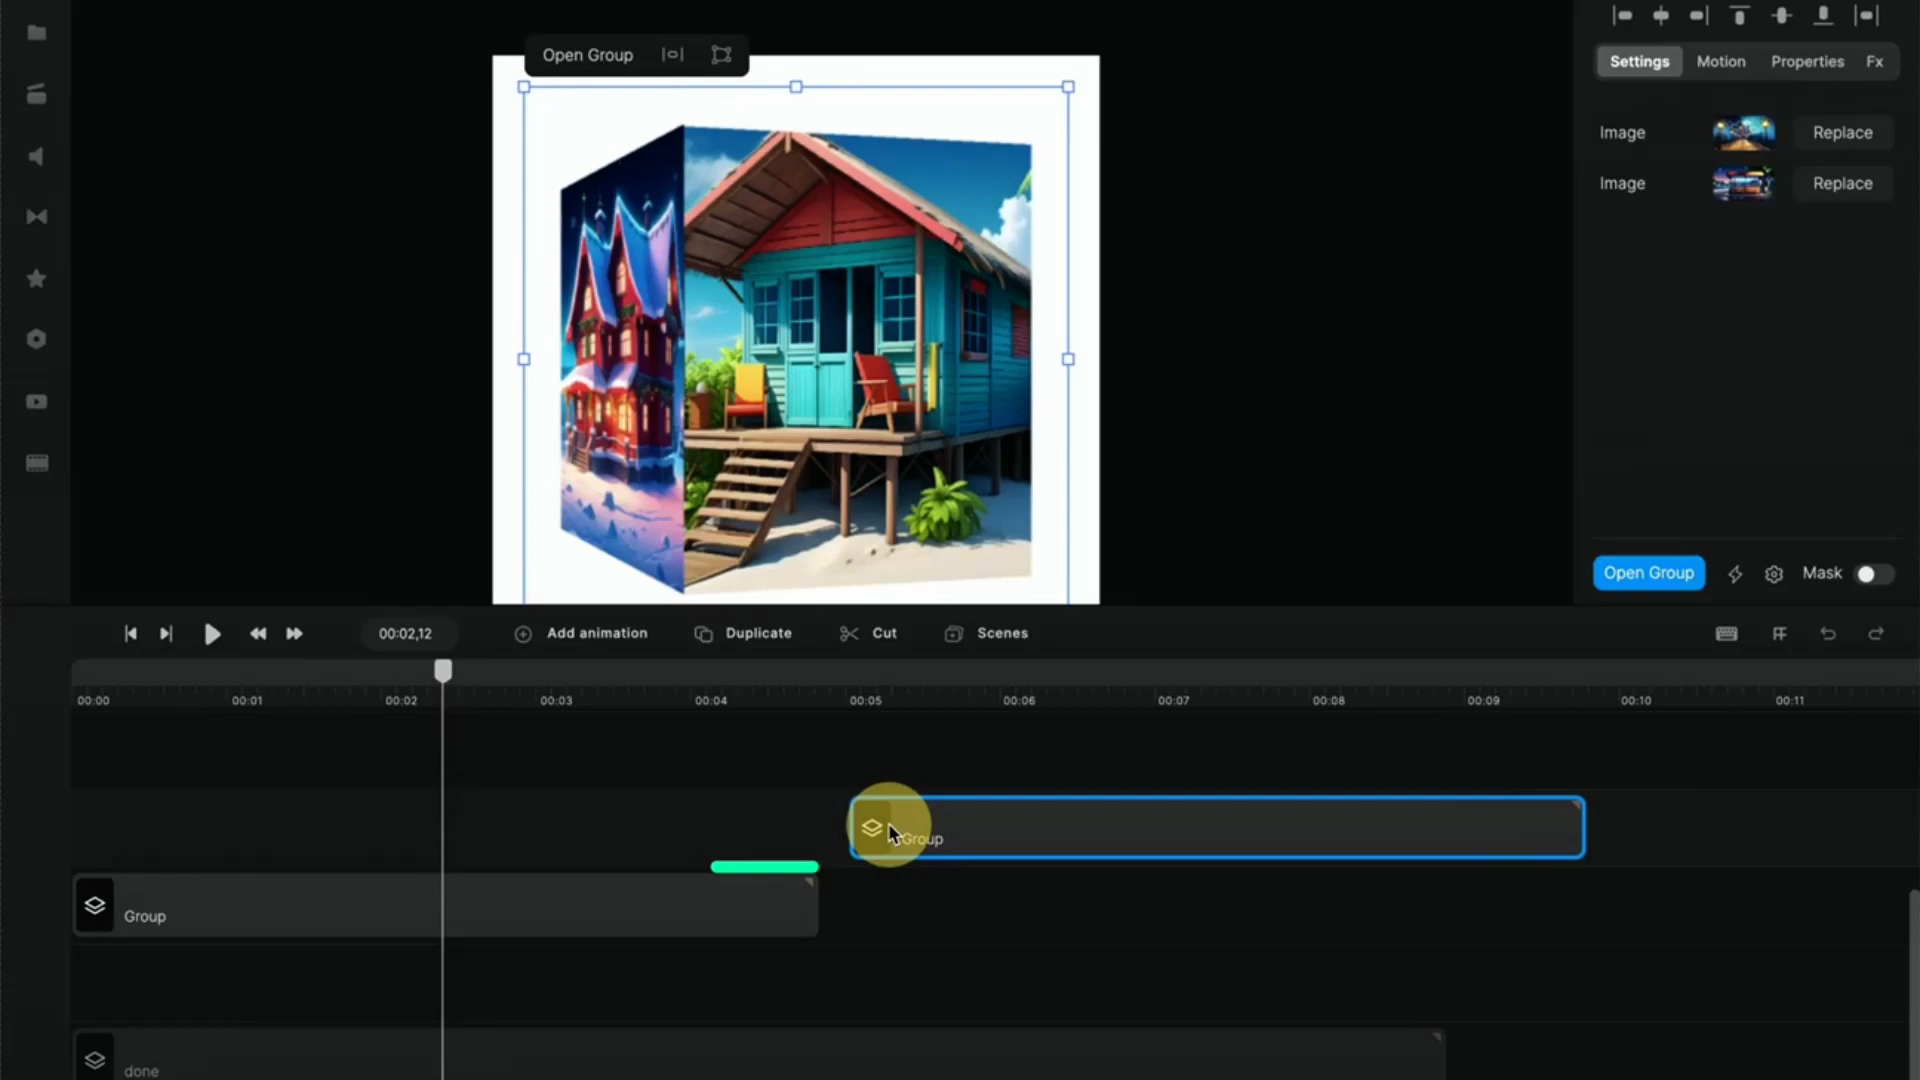 Open Group
Settings Motion Properties Fx
Image Replace
Image Replace
Open Group Mask
00:02,12 Add animation Duplicate Cut Scenes
00:00 00:01 00:02 00:03 00:04 00:05 00:06 00:07 00:08 00:09 00:10 00:11
Group
Group
done